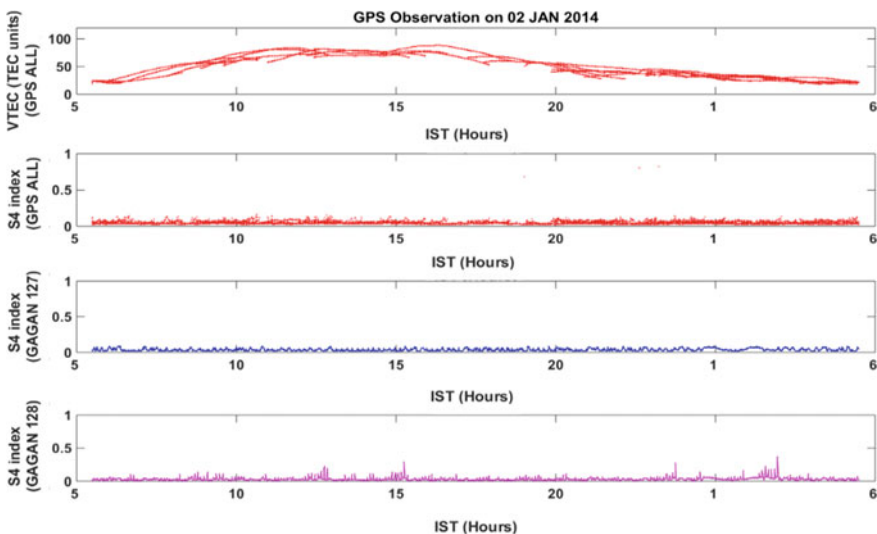 GPS Observation on 02 JAN 2014
VTEC (TEC units)
(GPS ALL)
100
50
0
5 10 15 20 1 6
IST (Hours)
S4 index
(GPS ALL)
1
0.5
0
5 10 15 20 1 6
IST (Hours)
S4 index
(GAGAN 127)
1
0.5
0
5 10 15 20 1 6
IST (Hours)
S4 index
(GAGAN 128)
1
0.5
0
5 10 15 20 1 6
IST (Hours)